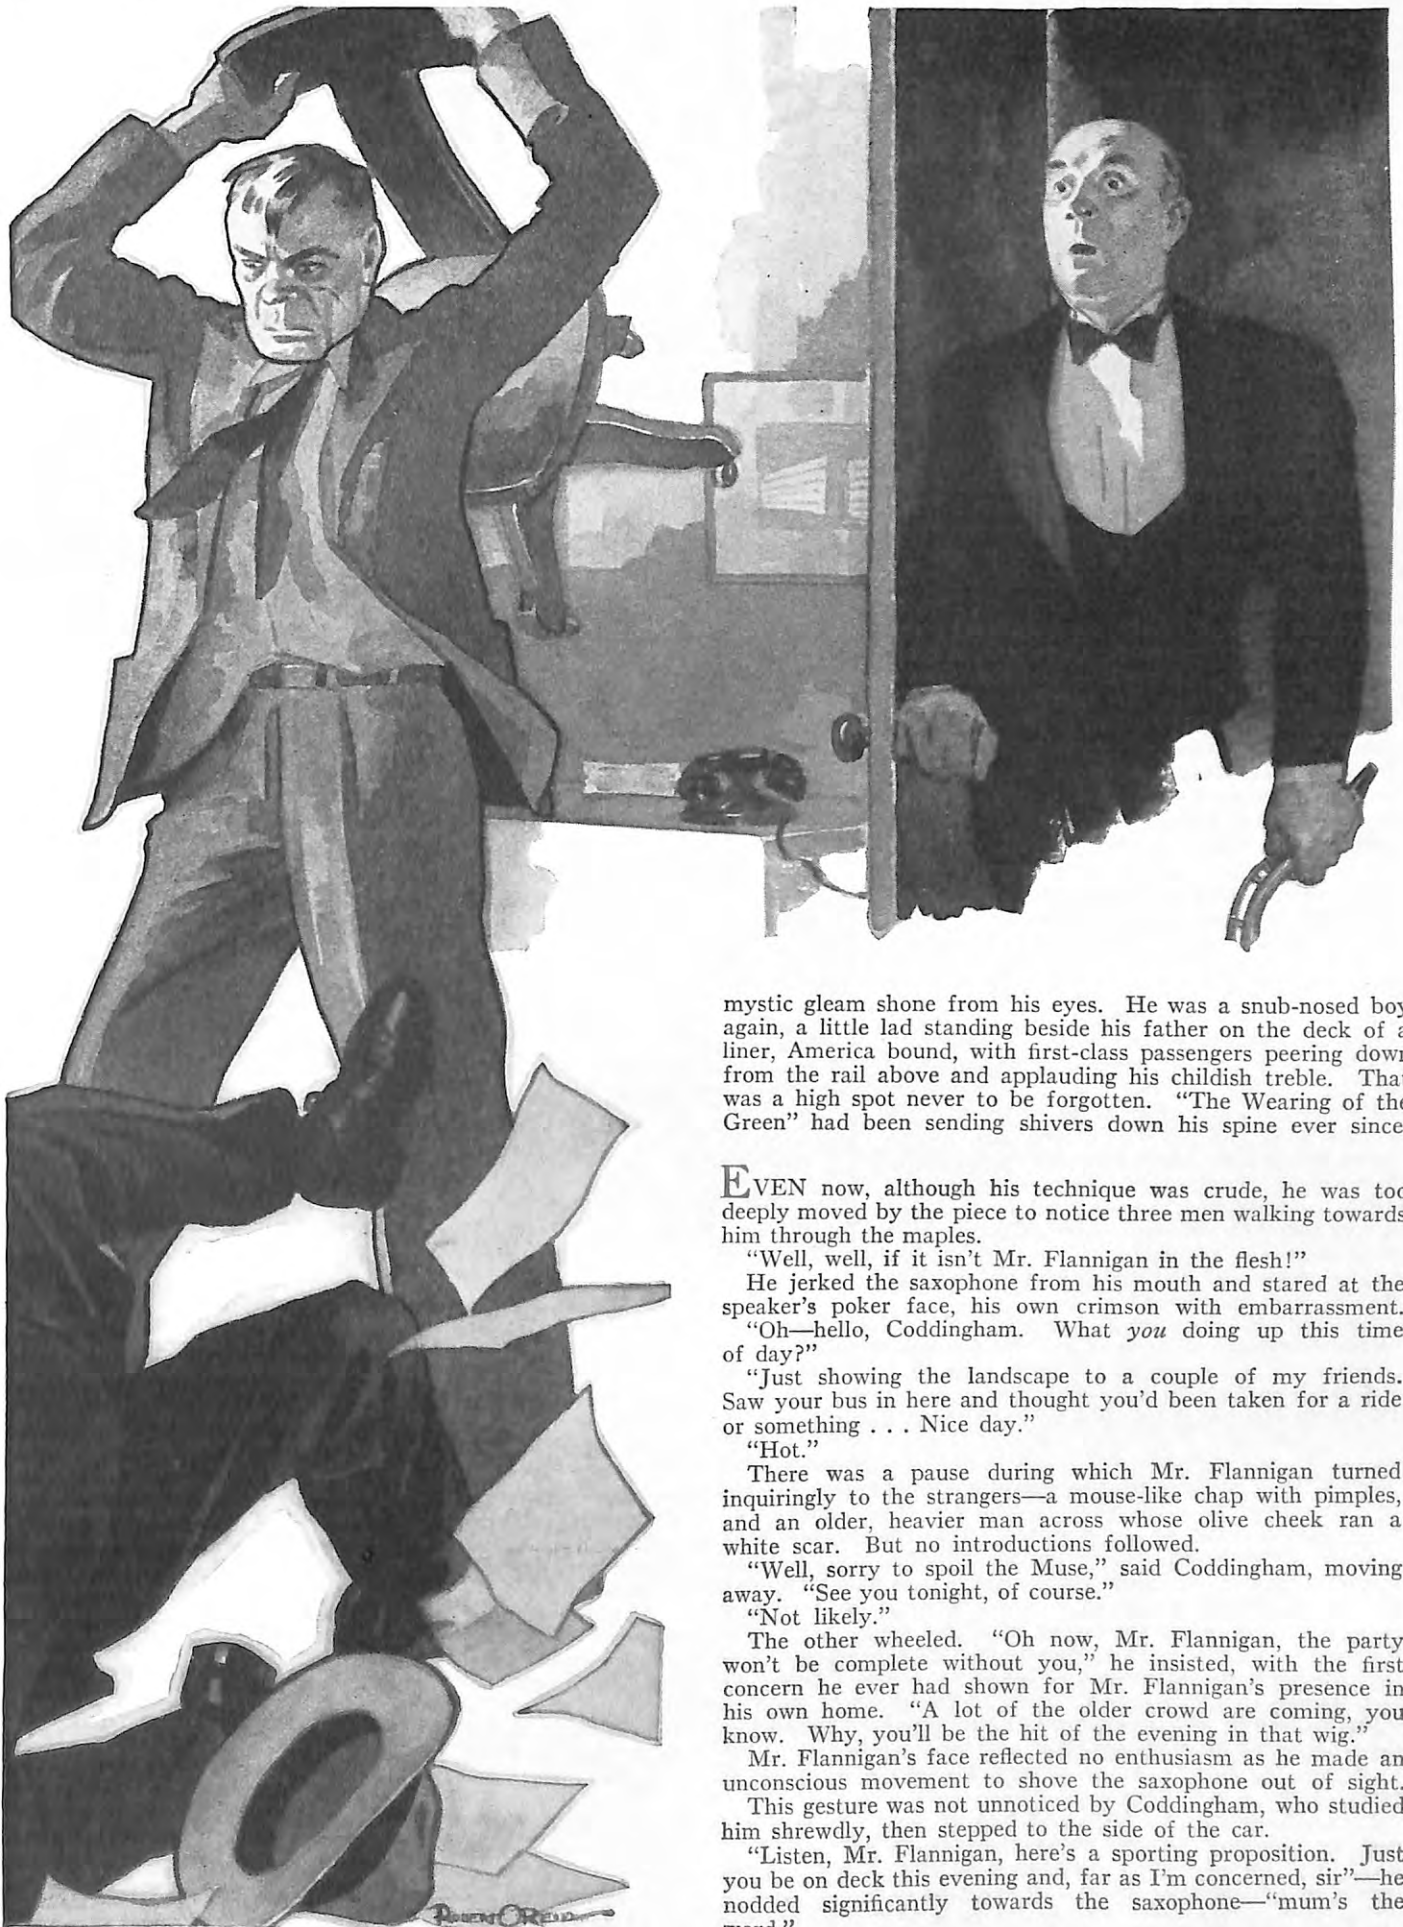 mystic gleam shone from his eyes. He was a snub-nosed boy
again, a little lad standing beside his father on the deck of a
liner, America bound, with first-class passengers peering down
from the rail above and applauding his childish treble. That
was a high spot never to be forgotten. "The Wearing of the
Green" had been sending shivers down his spine ever since
EVEN now, although his technique was crude, he was too
deeply moved by the piece to notice three men walking towards
him through the maples.
"Well, well, if it isn't Mr. Flannigan in the flesh!"
He jerked the saxophone from his mouth and stared at the
speaker's poker face, his own crimson with embarrassment.
"Oh—hello, Coddingham. What you doing up this time
of day?"
"Just showing the landscape to a couple of my friends.
Saw your bus in here and thought you'd been taken for a ride
or something . . . Nice day."
"Hot."
There was a pause during which Mr. Flannigan turned
inquiringly to the strangers—a mouse-like chap with pimples,
and an older, heavier man across whose olive cheek ran a
white scar. But no introductions followed.
"Well, sorry to spoil the Muse," said Coddingham, moving
away. "See you tonight, of course."
"Not likely."
The other wheeled. "Oh now, Mr. Flannigan, the party
won't be complete without you," he insisted, with the first
concern he ever had shown for Mr. Flannigan's presence in
his own home. "A lot of the older crowd are coming, you
know. Why, you'll be the hit of the evening in that wig."
Mr. Flannigan's face reflected no enthusiasm as he made an
unconscious movement to shove the saxophone out of sight.
This gesture was not unnoticed by Coddingham, who studied
him shrewdly, then stepped to the side of the car.
"Listen, Mr. Flannigan, here's a sporting proposition. Just
you be on deck this evening and, far as I'm concerned, sir"—he
nodded significantly towards the saxophone—"mum's the